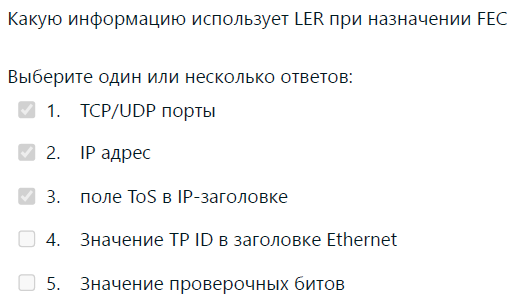 Какую информацию использует LER при назначении FEC
Выберите один или несколько ответов:
1. TCP/UDP порты
2. IP адрес
3. поле ToS в IP-заголовке
4. Значение TP ID в заголовке Ethernet
5. Значение проверочных битов